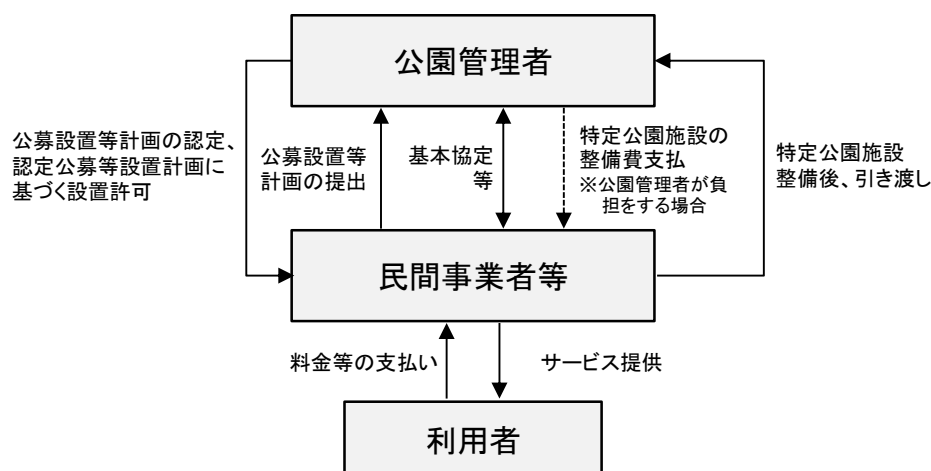 公園管理者
公募設置等計画の認定、
認定公募等設置計画に
基づく設置許可
公募設置等
計画の提出
基本協定
等
特定公園施設の
整備費支払
※公園管理者が負
担をする場合
特定公園施設
整備後、引き渡し
民間事業者等
料金等の支払い
サービス提供
利用者